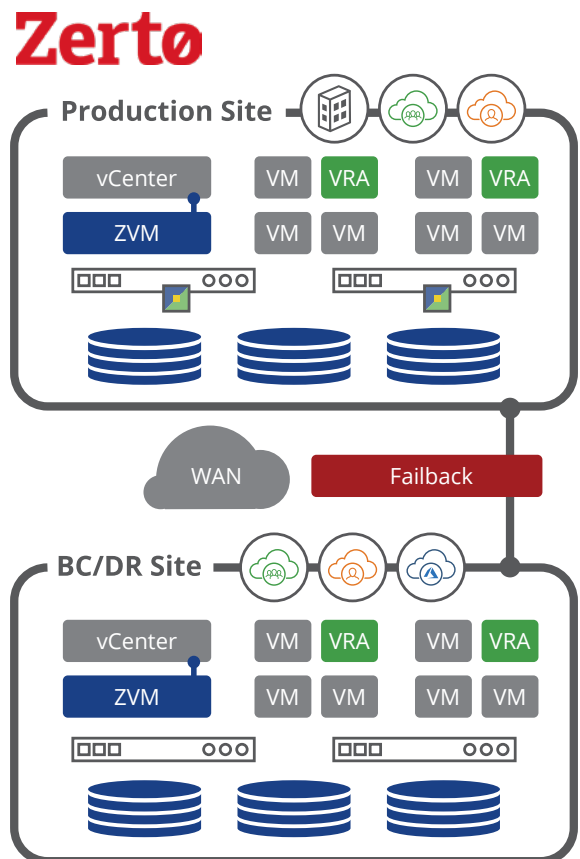 Zertø
Production Site
vCenter VM VRA VM VRA
ZVM VM VM VM VM
WAN Failback
BC/DR Site
vCenter VM VRA VM VRA
ZVM VM VM VM VM